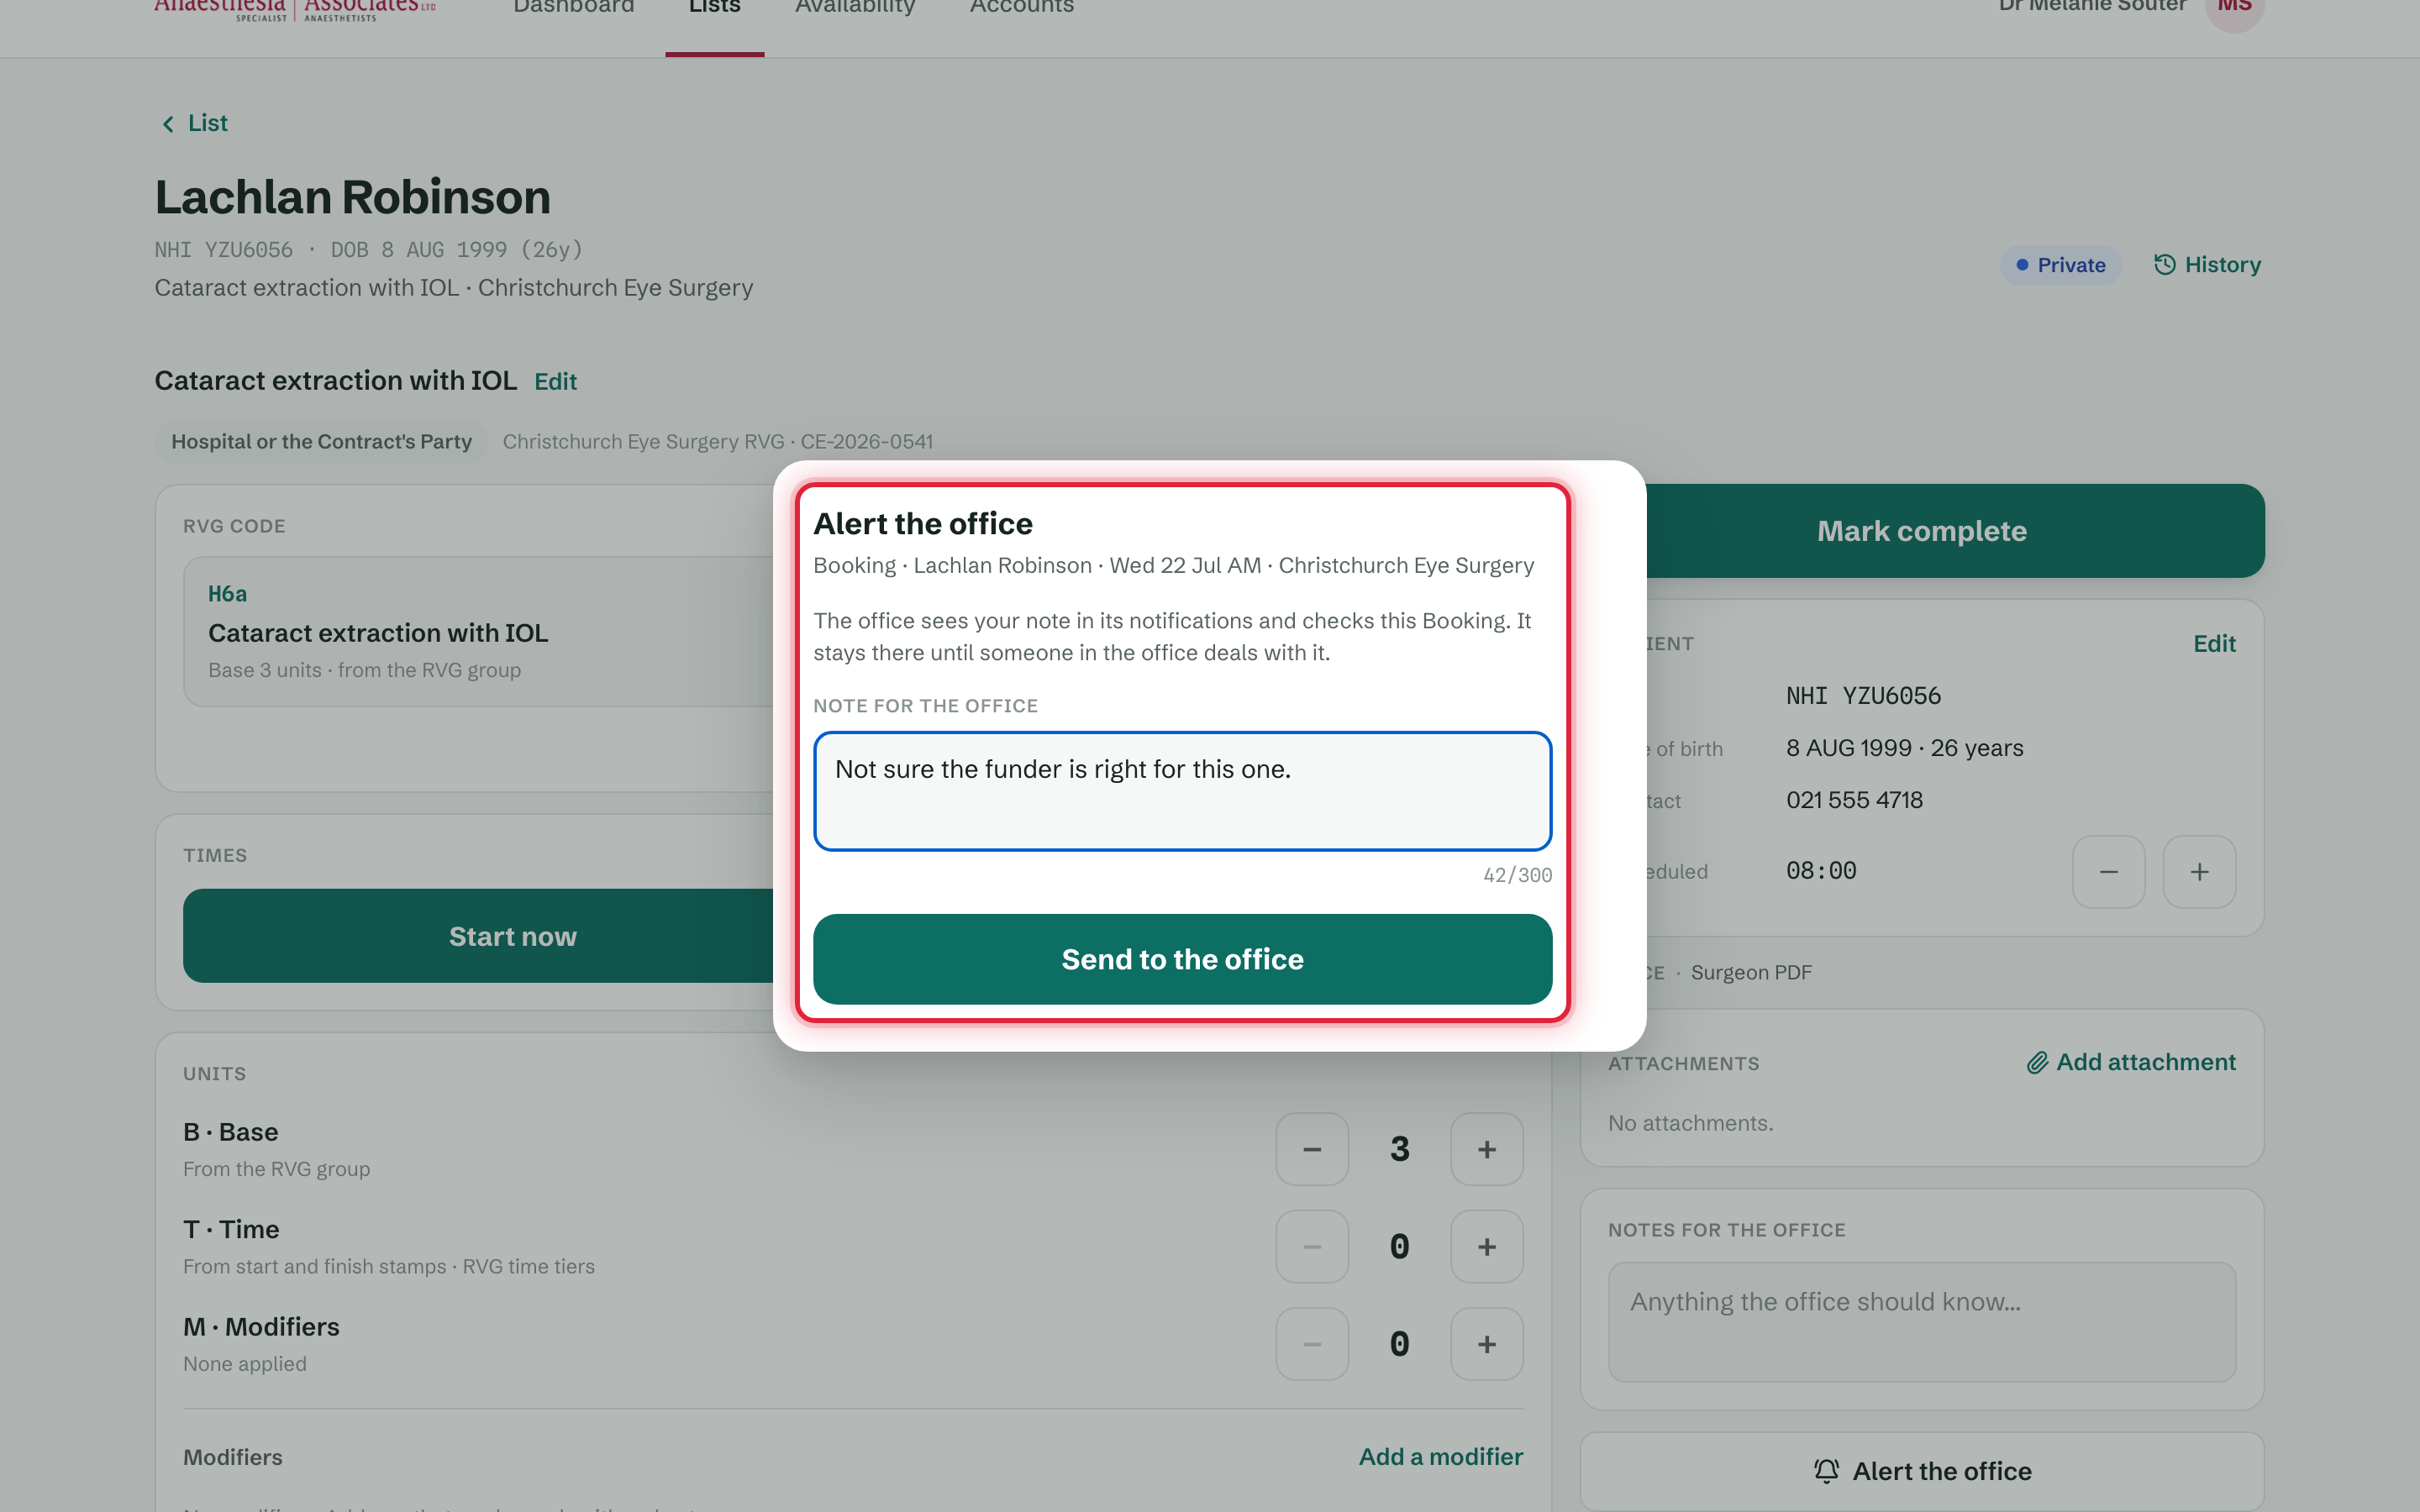 Anaesthesia | Associates LTD
SPECIALIST | ANAESTHETISTS
Dashboard
Lists
Availability
Accounts
Dr Melanie Souter
MS
List
Lachlan Robinson
NHI YZU6056 · DOB 8 AUG 1999 (26y)
Cataract extraction with IOL · Christchurch Eye Surgery
Private
History
Cataract extraction with IOL Edit
Hospital or the Contract's Party Christchurch Eye Surgery RVG · CE-2026-0541
RVG CODE
H6a
Cataract extraction with IOL
Base 3 units · from the RVG group
TIMES
Start now
UNITS
B · Base
From the RVG group
3
T · Time
From start and finish stamps · RVG time tiers
0
M · Modifiers
None applied
0
Modifiers
Add a modifier
Alert the office
Booking · Lachlan Robinson · Wed 22 Jul AM · Christchurch Eye Surgery
The office sees your note in its notifications and checks this Booking. It
stays there until someone in the office deals with it.
NOTE FOR THE OFFICE
Not sure the funder is right for this one.
42/300
Send to the office
Mark complete
Edit
NHI YZU6056
of birth
8 AUG 1999 · 26 years
021 555 4718
08:00
· Surgeon PDF
ATTACHMENTS
Add attachment
No attachments.
NOTES FOR THE OFFICE
Anything the office should know...
Alert the office